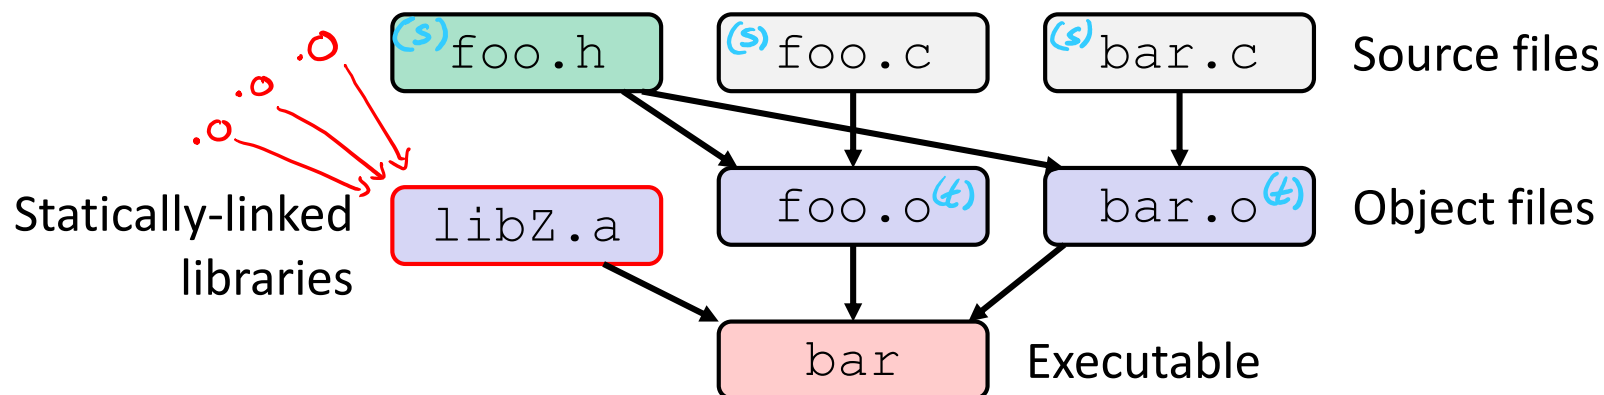 (s) foo.h (s) foo.c (s) bar.c Source files
.o
.o
.o
Statically-linked
libraries
libZ.a foo.o (t) bar.o (t) Object files
bar Executable